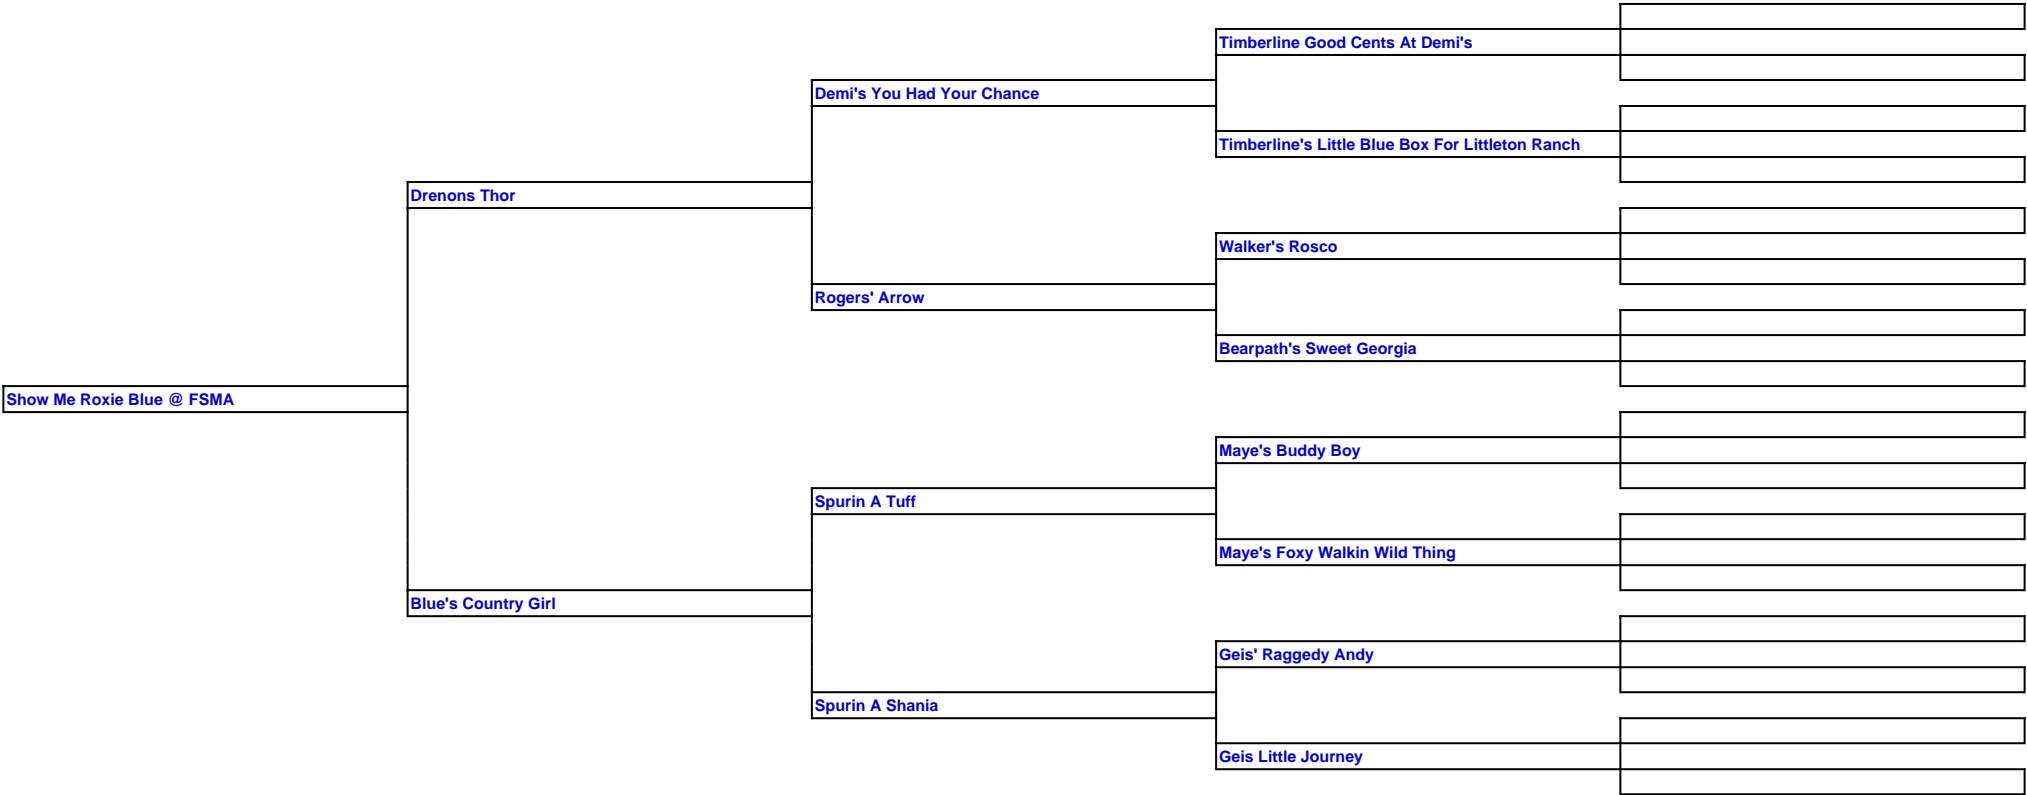 Timberline Good Cents At Demi's
Demi's You Had Your Chance
Timberline's Little Blue Box For Littleton Ranch
Drenons Thor
Walker's Rosco
Rogers' Arrow
Bearpath's Sweet Georgia
Show Me Roxie Blue @ FSMA
Maye's Buddy Boy
Spurin A Tuff
Maye's Foxy Walkin Wild Thing
Blue's Country Girl
Geis' Raggedy Andy
Spurin A Shania
Geis Little Journey